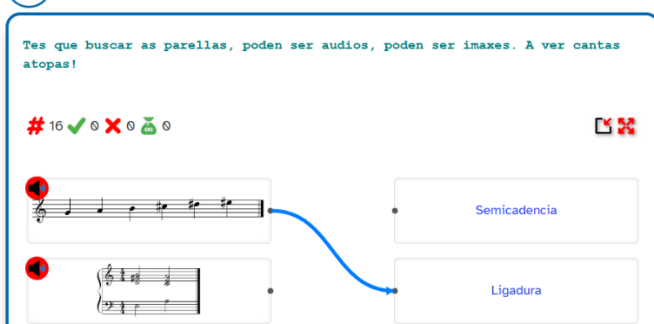 Tes que buscar as parellas, poden ser audios, poden ser imaxes. A ver cantas
atopas!
# 16 0 0 0
Semicadencia
Ligadura